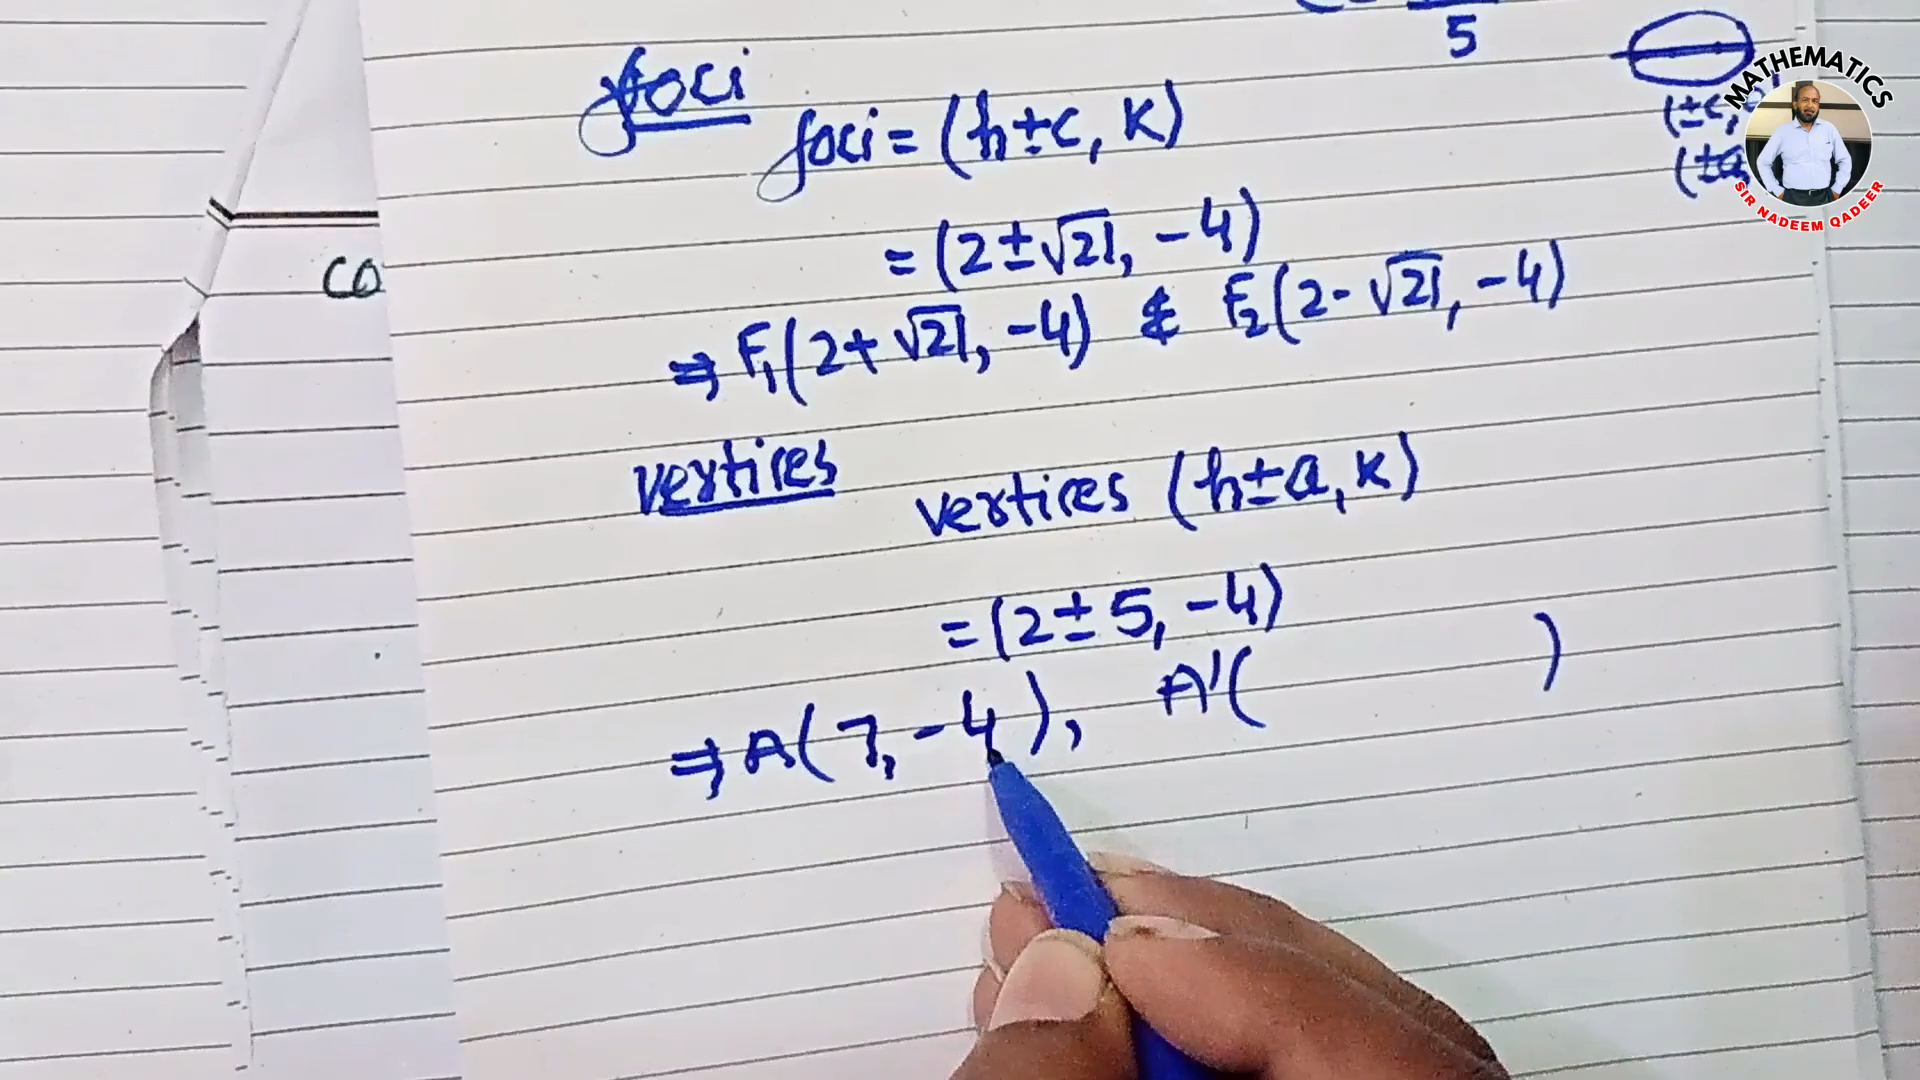 5
foci
foci = (h±c, k)
= (2±√21, -4)
⇒ F₁(2+√21, -4) & F₂(2-√21, -4)
vertices
vertices (h±a, k)
= (2±5, -4)
⇒ A(7, -4), A'( )
CO
(±c,
(±a,
MATHEMATICS
SIR NADEEM QADEER